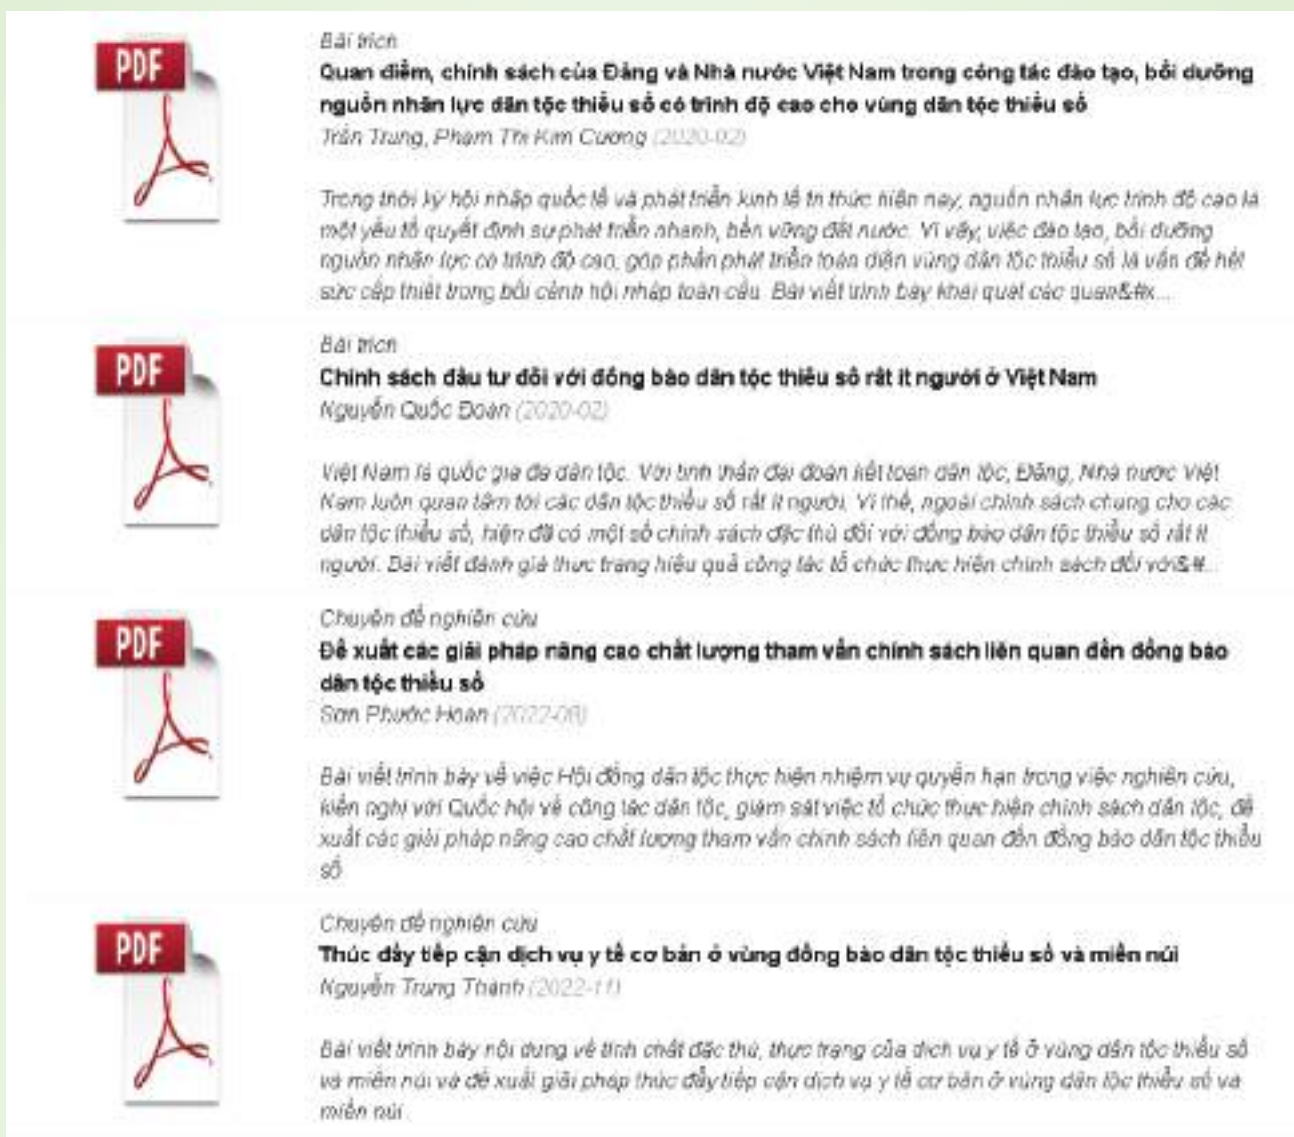 PDF
Bài trích
Quan điểm, chính sách của Đảng và Nhà nước Việt Nam trong công tác đào tạo, bồi dưỡng
nguồn nhân lực dân tộc thiểu số có trình độ cao cho vùng dân tộc thiểu số
Trần Trung, Phạm Thị Kim Cương (2020-02)
Trong thời kỳ hội nhập quốc tế và phát triển kinh tế tri thức hiện nay, nguồn nhân lực trình độ cao là
một yếu tố quyết định sự phát triển nhanh, bền vững đất nước. Vì vậy, việc đào tạo, bồi dưỡng
nguồn nhân lực có trình độ cao, góp phần phát triển toàn diện vùng dân tộc thiểu số là vấn đề hết
sức cấp thiết trong bối cảnh hội nhập toàn cầu. Bài viết trình bày khái quát các quan&#x...
PDF
Bài trích
Chính sách đầu tư đối với đồng bào dân tộc thiểu số rất ít người ở Việt Nam
Nguyễn Quốc Đoàn (2020-02)
Việt Nam là quốc gia đa dân tộc. Với tinh thần đại đoàn kết toàn dân tộc, Đảng, Nhà nước Việt
Nam luôn quan tâm tới các dân tộc thiểu số rất ít người. Vì thế, ngoài chính sách chung cho các
dân tộc thiểu số, hiện đã có một số chính sách đặc thù đối với đồng bào dân tộc thiểu số rất ít
người. Bài viết đánh giá thực trạng hiệu quả công tác tổ chức thực hiện chính sách đối với&#...
PDF
Chuyên đề nghiên cứu
Đề xuất các giải pháp nâng cao chất lượng tham vấn chính sách liên quan đến đồng bào
dân tộc thiểu số
Sơn Phước Hoan (2022-08)
Bài viết trình bày về việc Hội đồng dân tộc thực hiện nhiệm vụ quyền hạn trong việc nghiên cứu,
kiến nghị với Quốc hội về công tác dân tộc, giám sát việc tổ chức thực hiện chính sách dân tộc, đề
xuất các giải pháp nâng cao chất lượng tham vấn chính sách liên quan đến đồng bào dân tộc thiểu
số
PDF
Chuyên đề nghiên cứu
Thúc đẩy tiếp cận dịch vụ y tế cơ bản ở vùng đồng bào dân tộc thiểu số và miền núi
Nguyễn Trung Thành (2022-11)
Bài viết trình bày nội dung về tính chất đặc thù, thực trạng của dịch vụ y tế ở vùng dân tộc thiểu số
và miền núi và đề xuất giải pháp thúc đẩy tiếp cận dịch vụ y tế cơ bản ở vùng dân tộc thiểu số và
miền núi.